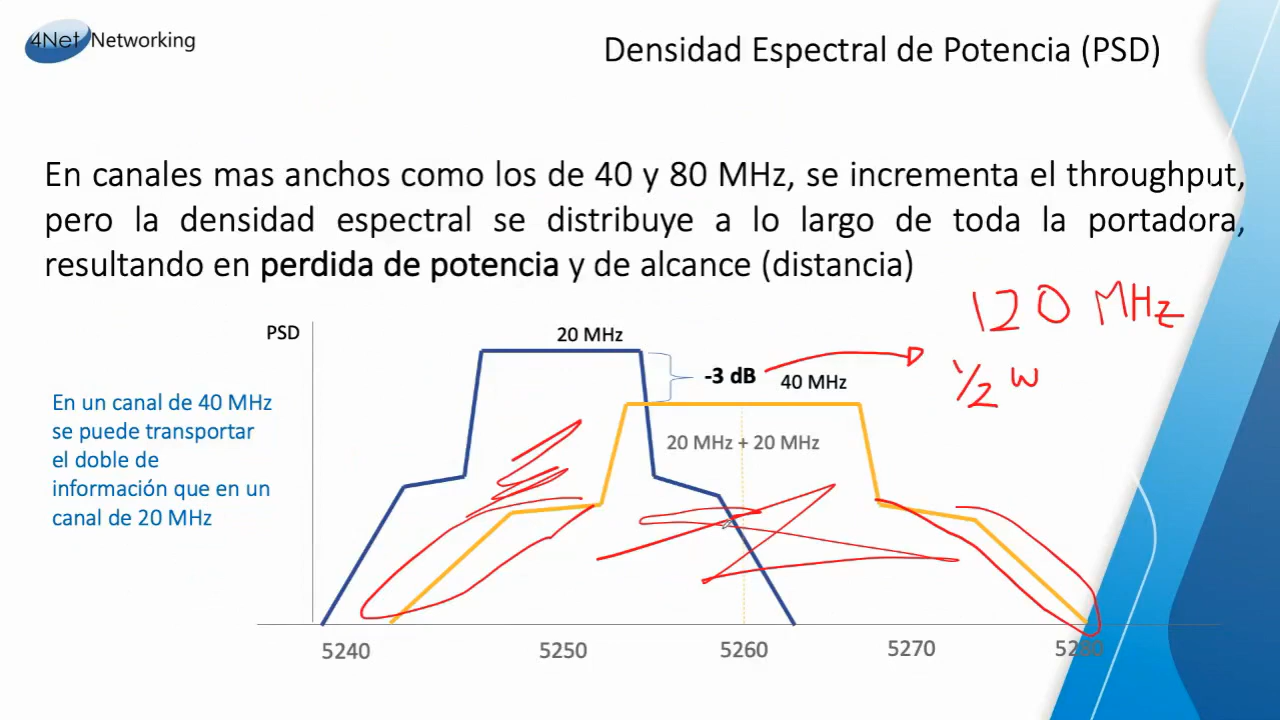 4Net Networking
Densidad Espectral de Potencia (PSD)
En canales mas anchos como los de 40 y 80 MHz, se incrementa el throughput,
pero la densidad espectral se distribuye a lo largo de toda la portadora,
resultando en perdida de potencia y de alcance (distancia)
120 MHz
PSD
20 MHz
-3 dB
40 MHz
1/2 W
En un canal de 40 MHz
se puede transportar
el doble de
información que en un
canal de 20 MHz
20 MHz + 20 MHz
5240 5250 5260 5270 5280